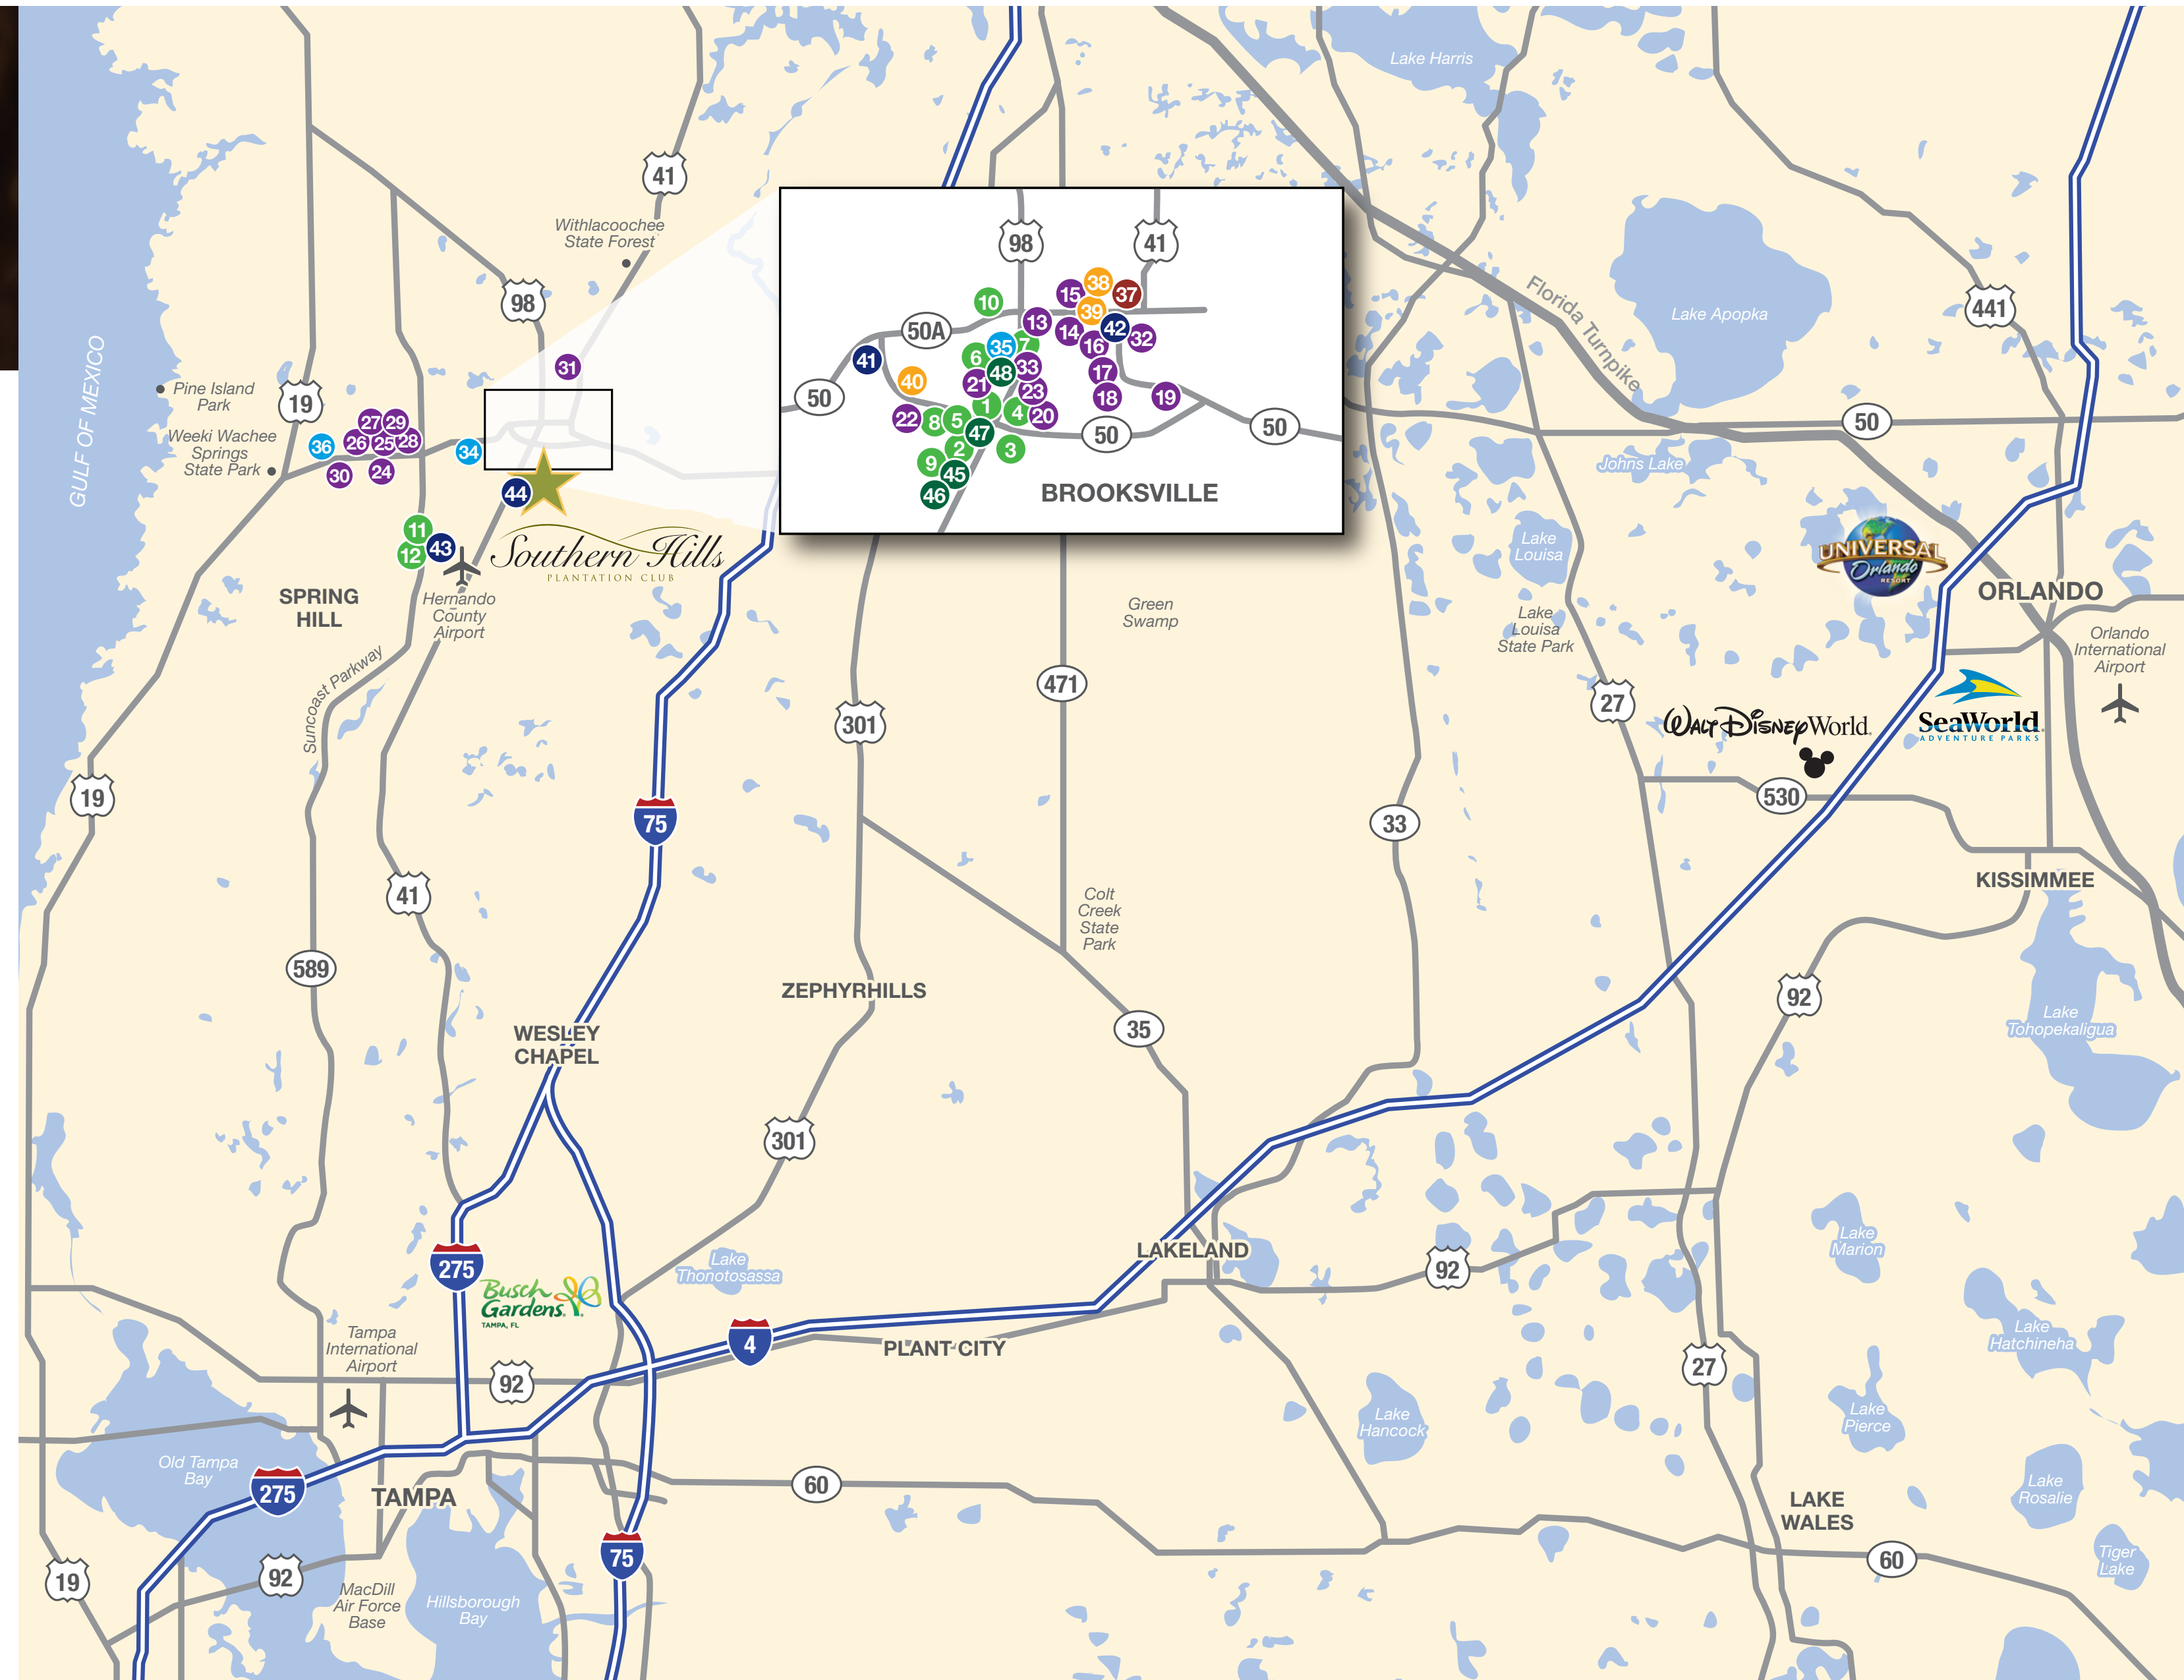 Lake Harris
41
Withlacoochee
State Forest
98
41
98
38
15
37
10
39
441
50A
13
42
14
32
Florida Turnpike
Lake Apopka
35
7
16
6
41
31
33
17
48
40
21
23
18
19
50
Pine Island
Park
19
1
4
20
22
8
5
50
50
50
GULF OF MEXICO
27
29
47
Weeki Wachee
Springs
State Park
36
26
25
28
34
2
3
9
30
24
45
Johns Lake
44
46
BROOKSVILLE
11
12
43
Southern Hills
PLANTATION CLUB
Lake
Louisa
UNIVERSAL
Orlando
RESORT
ORLANDO
SPRING
HILL
Hernando
County
Airport
Green
Swamp
Lake
Louisa
State Park
Orlando
International
Airport
Suncoast Parkway
471
27
301
Walt Disney World
SeaWorld
ADVENTURE PARKS
19
75
33
530
41
KISSIMMEE
Colt
Creek
State
Park
589
ZEPHYRHILLS
92
35
Lake
Tohopekaligua
WESLEY
CHAPEL
301
Lake
Marion
LAKELAND
275
Lake
Thonotosassa
92
Busch
Gardens
TAMPA, FL
Tampa
International
Airport
4
PLANT CITY
Lake
Hatchineha
27
92
Lake
Hancock
Lake
Pierce
Old Tampa
Bay
275
TAMPA
60
Lake
Rosalie
LAKE
WALES
75
60
Tiger
Lake
19
92
MacDill
Air Force
Base
Hillsborough
Bay